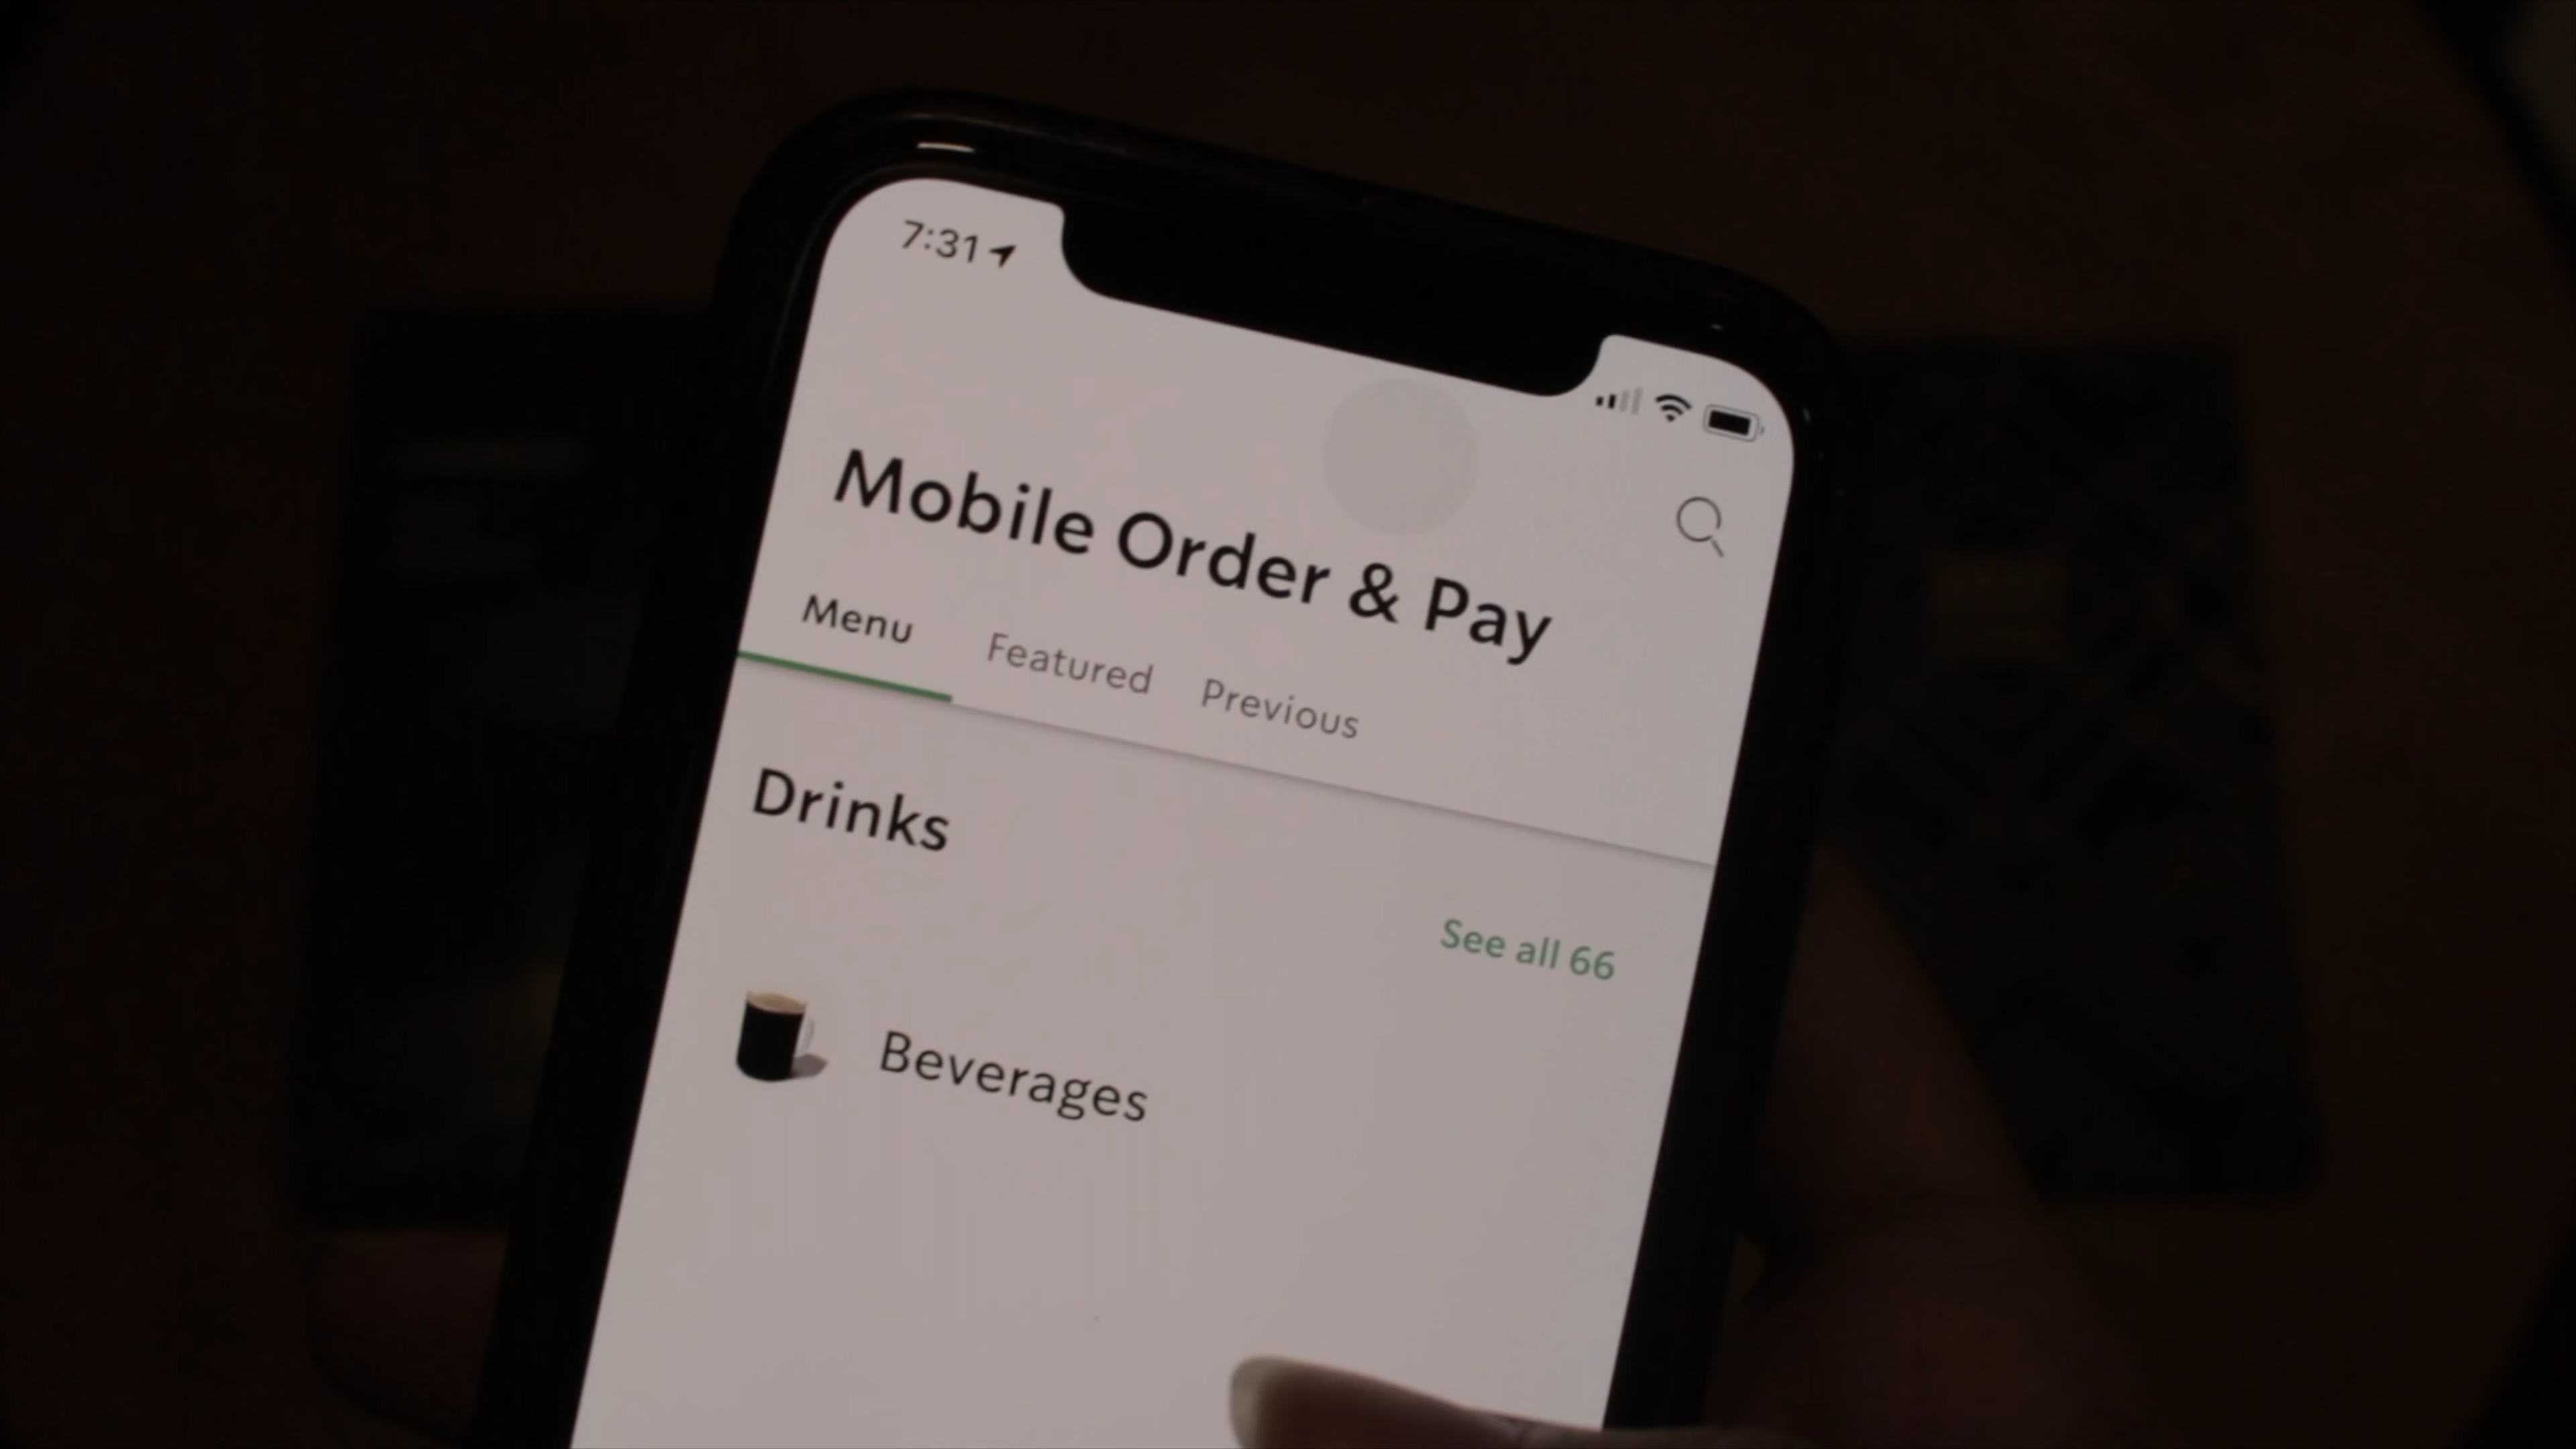 7:31
Mobile Order & Pay
Menu Featured Previous
Drinks
See all 66
Beverages